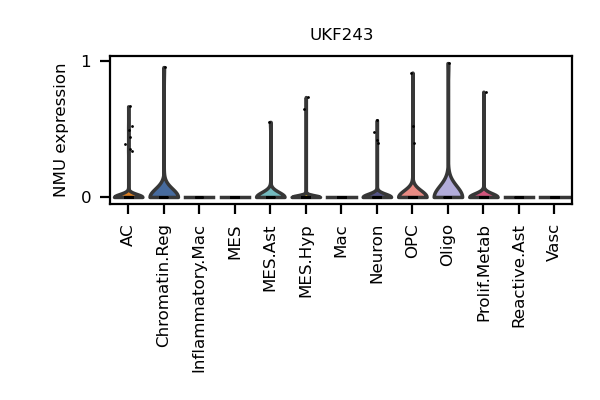 UKF243
NMU expression
1
0
AC
Chromatin.Reg
Inflammatory.Mac
MES
MES.Ast
MES.Hyp
Mac
Neuron
OPC
Oligo
Prolif.Metab
Reactive.Ast
Vasc